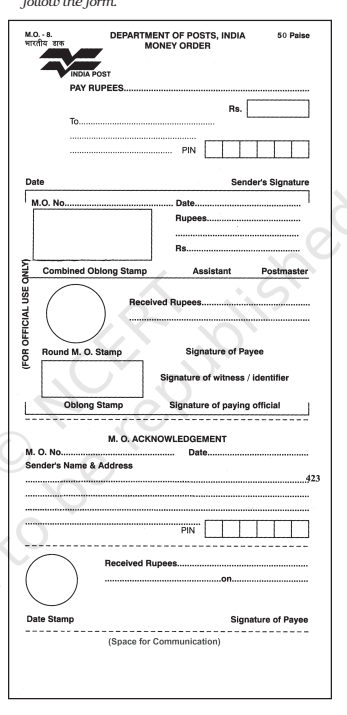 follow the form.
M.O. - 8. DEPARTMENT OF POSTS, INDIA 50 Paise
भारतीय डाक MONEY ORDER
INDIA POST
PAY RUPEES
Rs.
To
PIN
Date Sender's Signature
M.O. No. Date
Rupees
Rs
Combined Oblong Stamp Assistant Postmaster
(FOR OFFICIAL USE ONLY)
Received Rupees
Round M. O. Stamp Signature of Payee
Signature of witness / identifier
Oblong Stamp Signature of paying official
M. O. ACKNOWLEDGEMENT
M. O. No. Date
Sender's Name & Address
423
PIN
Received Rupees
on
Date Stamp Signature of Payee
(Space for Communication)
© NCERT
to be republished